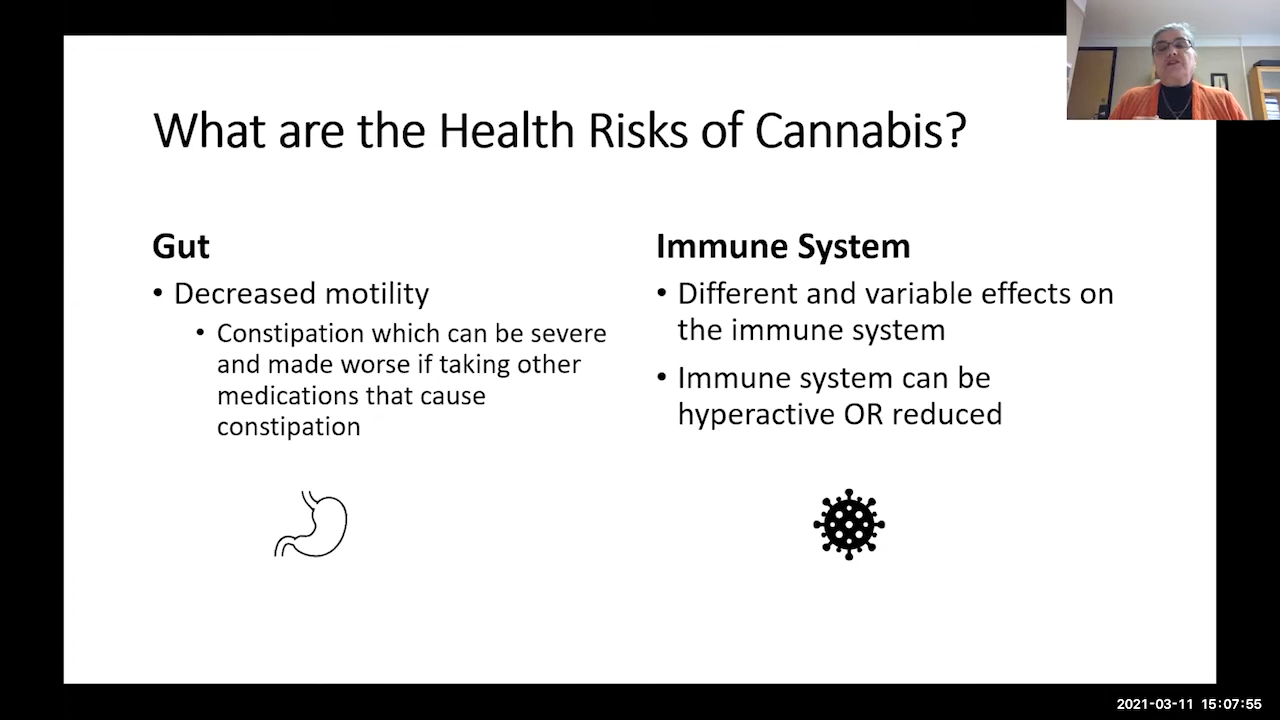 What are the Health Risks of Cannabis?
Gut
• Decreased motility
• Constipation which can be severe
and made worse if taking other
medications that cause
constipation
Immune System
• Different and variable effects on
the immune system
• Immune system can be
hyperactive OR reduced
2021-03-11 15:07:55